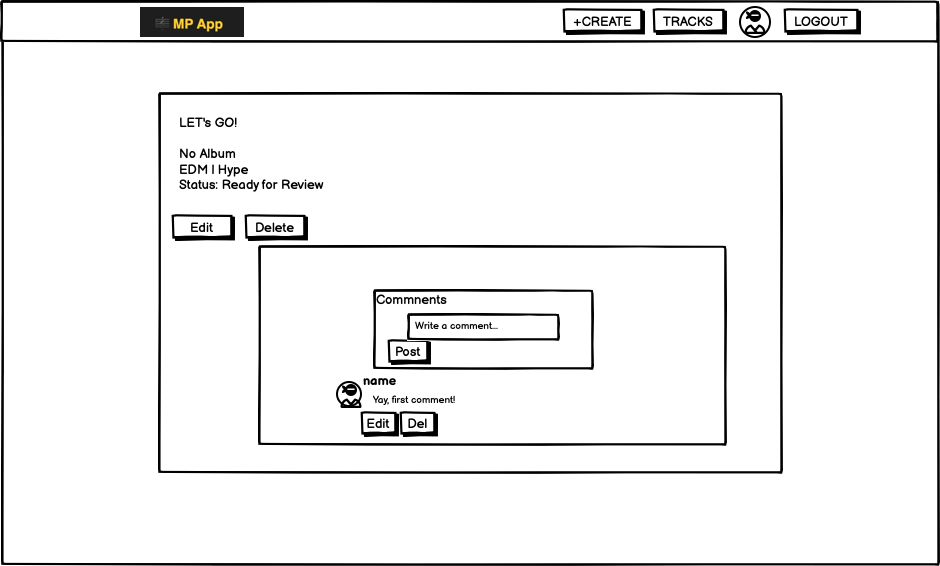 MP App
+CREATE TRACKS LOGOUT
LET's GO!
No Album
EDM | Hype
Status: Ready for Review
Edit Delete
Commnents
Write a comment...
Post
name
Yay, first comment!
Edit Del